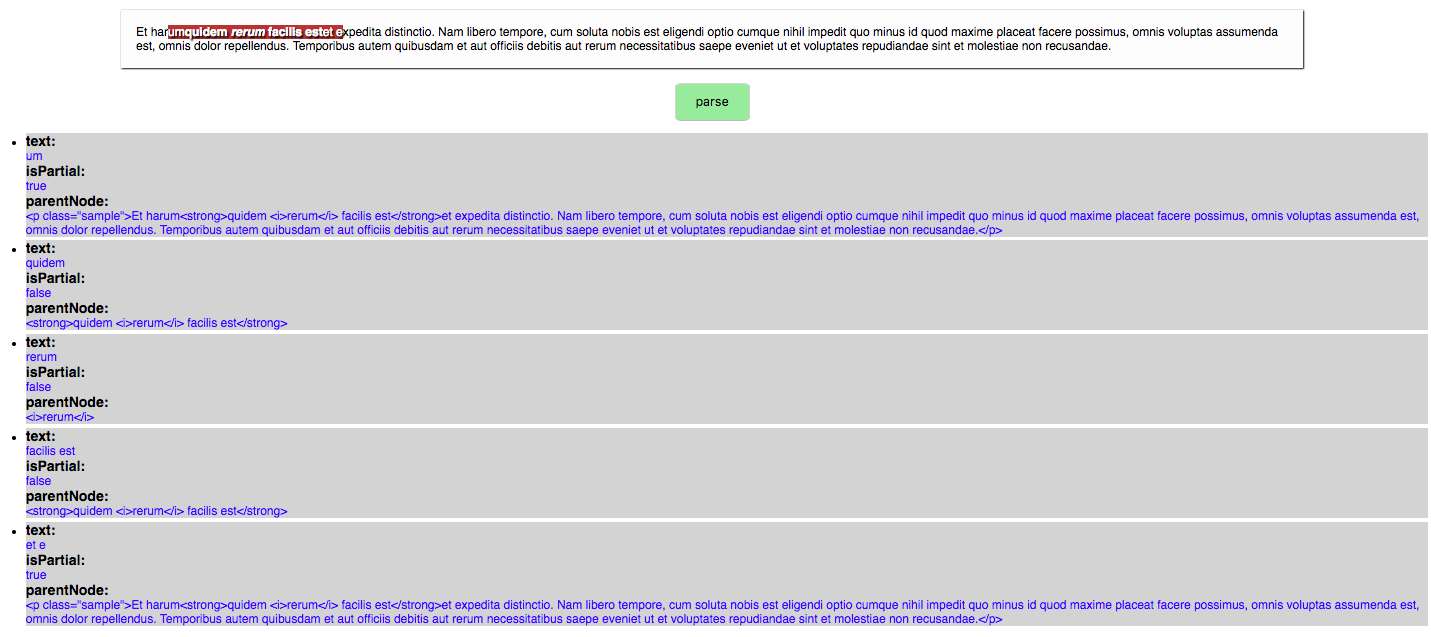 Et harumquidem rerum facilis estet expedita distinctio. Nam libero tempore, cum soluta nobis est eligendi optio cumque nihil impedit quo minus id quod maxime placeat facere possimus, omnis voluptas assumenda
est, omnis dolor repellendus. Temporibus autem quibusdam et aut officiis debitis aut rerum necessitatibus saepe eveniet ut et voluptates repudiandae sint et molestiae non recusandae.
parse
text:
um
isPartial:
true
parentNode:
<p class="sample">Et harum<strong>quidem <i>rerum</i> facilis est</strong>et expedita distinctio. Nam libero tempore, cum soluta nobis est eligendi optio cumque nihil impedit quo minus id quod maxime placeat facere possimus, omnis voluptas assumenda est,
omnis dolor repellendus. Temporibus autem quibusdam et aut officiis debitis aut rerum necessitatibus saepe eveniet ut et voluptates repudiandae sint et molestiae non recusandae.</p>
text:
quidem
isPartial:
false
parentNode:
<strong>quidem <i>rerum</i> facilis est</strong>
text:
rerum
isPartial:
false
parentNode:
<i>rerum</i>
text:
facilis est
isPartial:
false
parentNode:
<strong>quidem <i>rerum</i> facilis est</strong>
text:
et e
isPartial:
true
parentNode:
<p class="sample">Et harum<strong>quidem <i>rerum</i> facilis est</strong>et expedita distinctio. Nam libero tempore, cum soluta nobis est eligendi optio cumque nihil impedit quo minus id quod maxime placeat facere possimus, omnis voluptas assumenda est,
omnis dolor repellendus. Temporibus autem quibusdam et aut officiis debitis aut rerum necessitatibus saepe eveniet ut et voluptates repudiandae sint et molestiae non recusandae.</p>